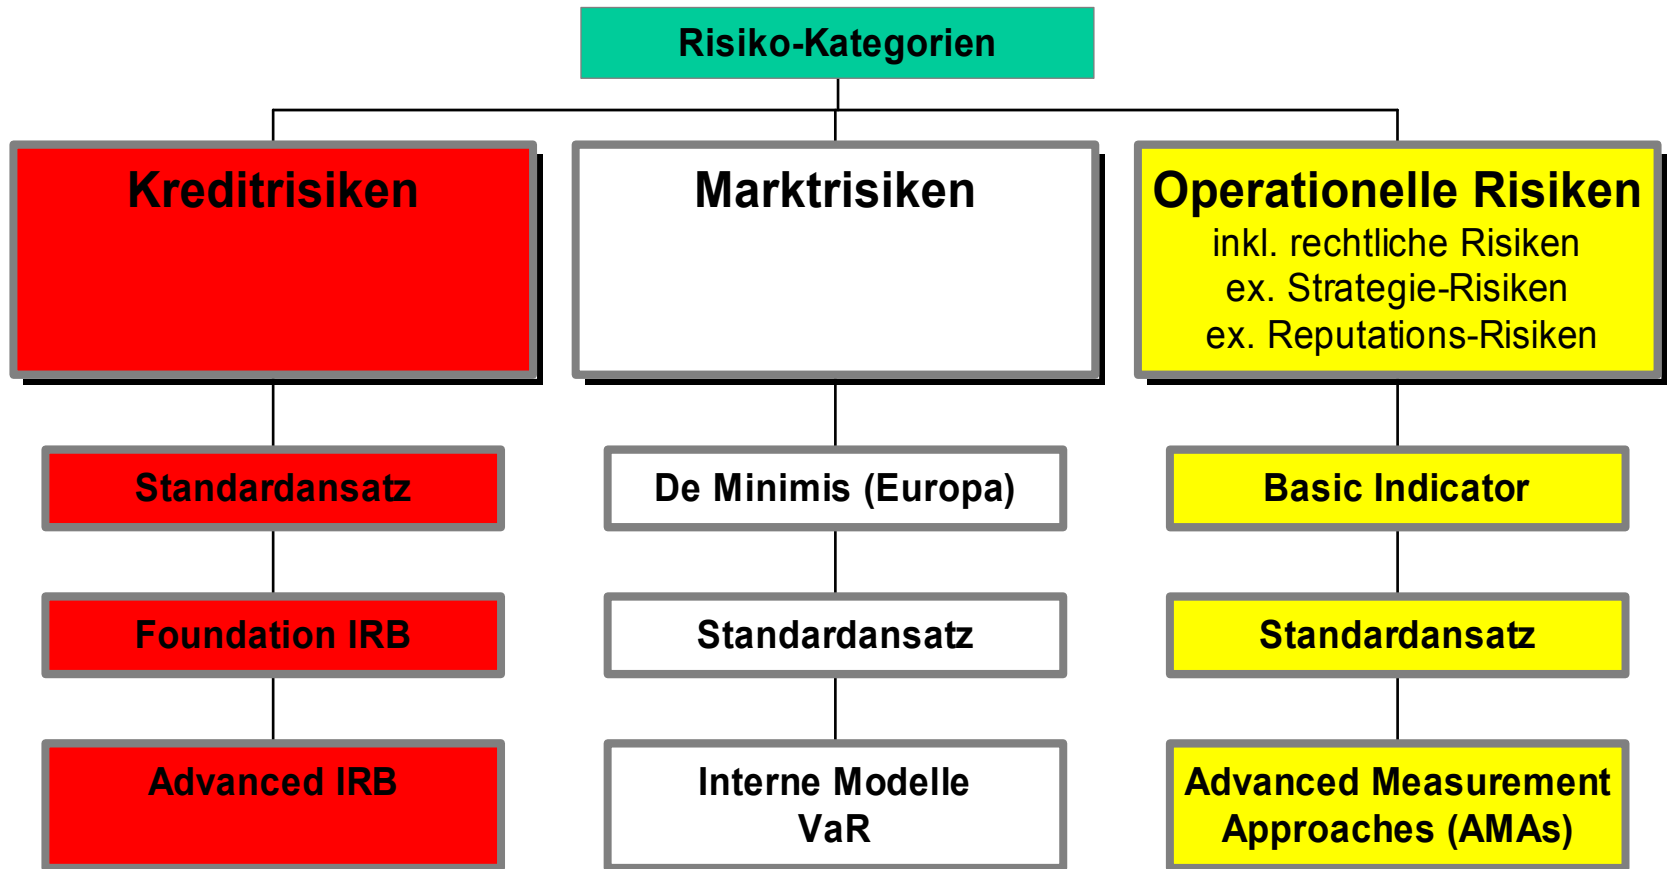 Risiko-Kategorien
Kreditrisiken
Marktrisiken
Operationelle Risiken
inkl. rechtliche Risiken
ex. Strategie-Risiken
ex. Reputations-Risiken
Standardansatz
De Minimis (Europa)
Basic Indicator
Foundation IRB
Standardansatz
Standardansatz
Advanced IRB
Interne Modelle
VaR
Advanced Measurement
Approaches (AMAs)